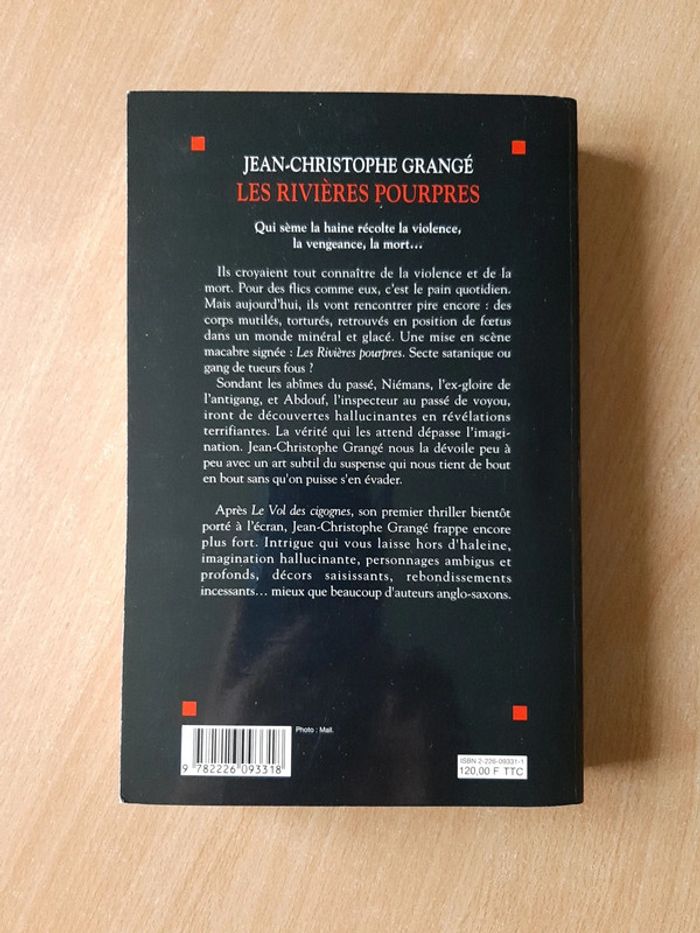 JEAN-CHRISTOPHE GRANGÉ
LES RIVIÈRES POURPRES
Qui sème la haine récolte la violence,
la vengeance, la mort...
Ils croyaient tout connaître de la violence et de la
mort. Pour des flics comme eux, c'est le pain quotidien.
Mais aujourd'hui, ils vont rencontrer pire encore : des
corps mutilés, torturés, retrouvés en position de fœtus
dans un monde minéral et glacé. Une mise en scène
macabre signée : Les Rivières pourpres. Secte satanique ou
gang de tueurs fous ?
Sondant les abîmes du passé, Niémans, l'ex-gloire de
l'antigang, et Abdouf, l'inspecteur au passé de voyou,
iront de découvertes hallucinantes en révélations
terrifiantes. La vérité qui les attend dépasse l'imagi-
nation. Jean-Christophe Grangé nous la dévoile peu à
peu avec un art subtil du suspense qui nous tient de bout
en bout sans qu'on puisse s'en évader.
Après Le Vol des cigognes, son premier thriller bientôt
porté à l'écran, Jean-Christophe Grangé frappe encore
plus fort. Intrigue qui vous laisse hors d'haleine,
imagination hallucinante, personnages ambigus et
profonds, décors saisissants, rebondissements
incessants... mieux que beaucoup d'auteurs anglo-saxons.
Photo : Mall.
9 782226 093318
ISBN 2-226-09331-1
120,00 F TTC